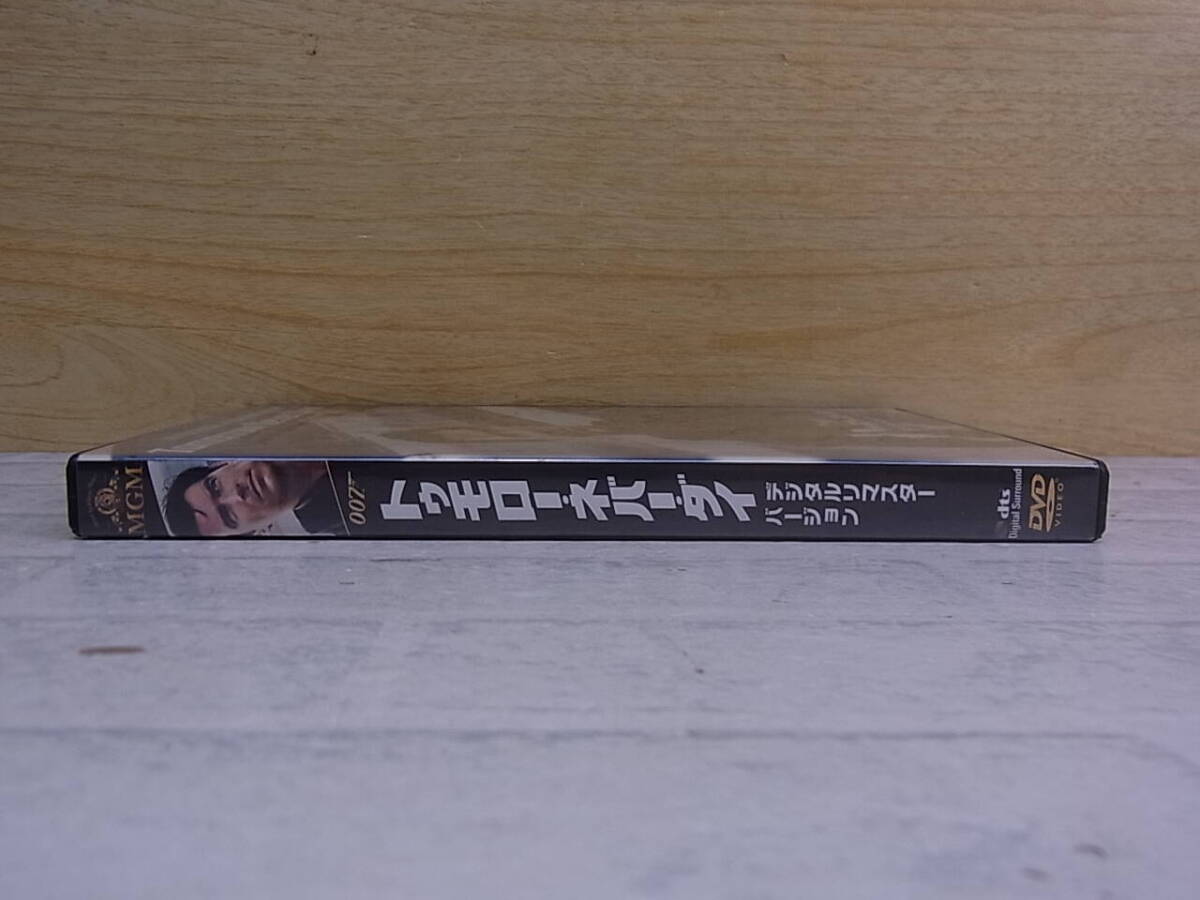 MGM
007
トゥモロー・ネバー・ダイ
デジタルリマスター
バージョン
dts
Digital Surround
DVD
VIDEO